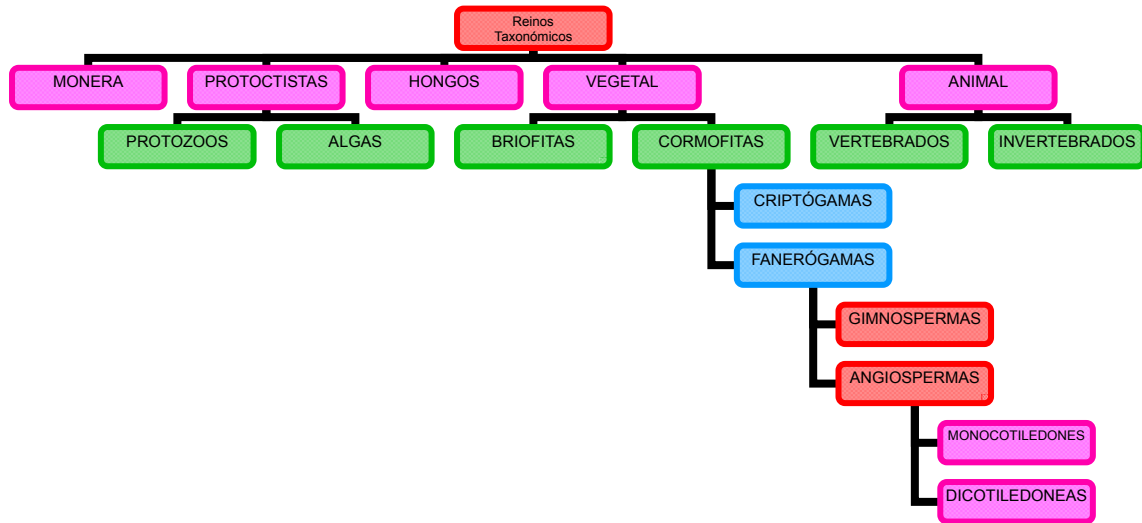 Reinos
Taxonómicos
MONERA
PROTOCTISTAS
HONGOS
VEGETAL
ANIMAL
PROTOZOOS
ALGAS
BRIOFITAS
CORMOFITAS
VERTEBRADOS
INVERTEBRADOS
CRIPTÓGAMAS
FANERÓGAMAS
GIMNOSPERMAS
ANGIOSPERMAS
MONOCOTILEDONES
DICOTILEDONEAS